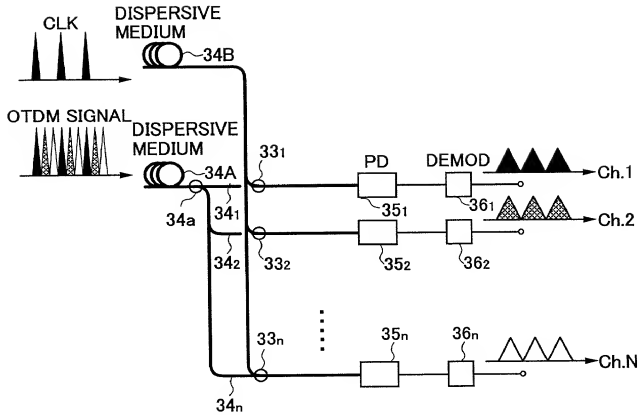 CLK
DISPERSIVE
MEDIUM
34B
OTDM SIGNAL
DISPERSIVE
MEDIUM
34A
34a
34₁
34₂
34ₙ
33₁
33₂
33ₙ
PD
35₁
35₂
35ₙ
DEMOD
36₁
36₂
36ₙ
Ch.1
Ch.2
Ch.N